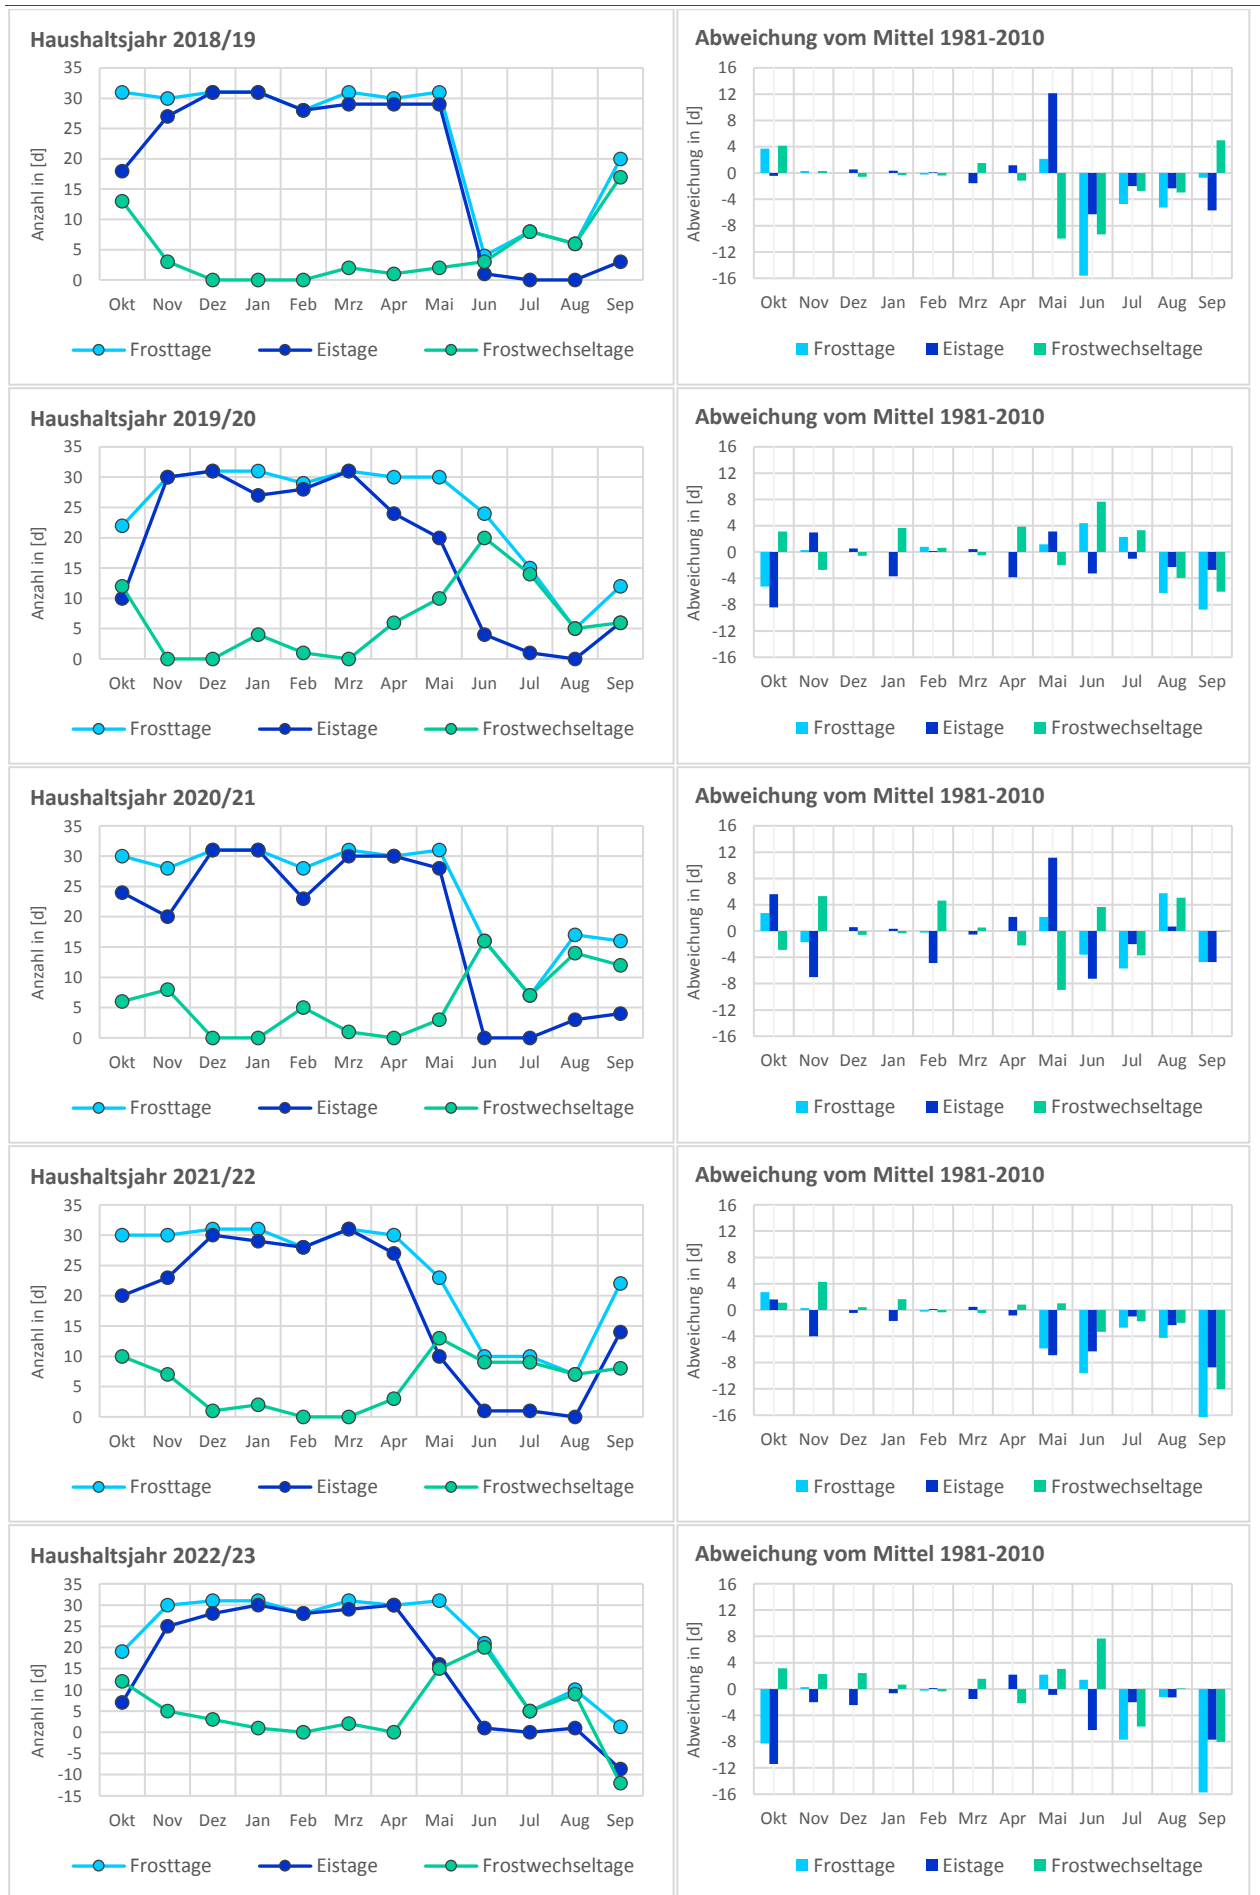 Haushaltsjahr 2018/19
Anzahl in [d]
35
30
25
20
15
10
5
0
Okt Nov Dez Jan Feb Mrz Apr Mai Jun Jul Aug Sep
Frosttage Eistage Frostwechseltage
Abweichung vom Mittel 1981-2010
Abweichung in [d]
16
12
8
4
0
-4
-8
-12
-16
Okt Nov Dez Jan Feb Mrz Apr Mai Jun Jul Aug Sep
Frosttage Eistage Frostwechseltage
Haushaltsjahr 2019/20
Anzahl in [d]
35
30
25
20
15
10
5
0
Okt Nov Dez Jan Feb Mrz Apr Mai Jun Jul Aug Sep
Frosttage Eistage Frostwechseltage
Abweichung vom Mittel 1981-2010
Abweichung in [d]
16
12
8
4
0
-4
-8
-12
-16
Okt Nov Dez Jan Feb Mrz Apr Mai Jun Jul Aug Sep
Frosttage Eistage Frostwechseltage
Haushaltsjahr 2020/21
Anzahl in [d]
35
30
25
20
15
10
5
0
Okt Nov Dez Jan Feb Mrz Apr Mai Jun Jul Aug Sep
Frosttage Eistage Frostwechseltage
Abweichung vom Mittel 1981-2010
Abweichung in [d]
16
12
8
4
0
-4
-8
-12
-16
Okt Nov Dez Jan Feb Mrz Apr Mai Jun Jul Aug Sep
Frosttage Eistage Frostwechseltage
Haushaltsjahr 2021/22
Anzahl in [d]
35
30
25
20
15
10
5
0
Okt Nov Dez Jan Feb Mrz Apr Mai Jun Jul Aug Sep
Frosttage Eistage Frostwechseltage
Abweichung vom Mittel 1981-2010
Abweichung in [d]
16
12
8
4
0
-4
-8
-12
-16
Okt Nov Dez Jan Feb Mrz Apr Mai Jun Jul Aug Sep
Frosttage Eistage Frostwechseltage
Haushaltsjahr 2022/23
Anzahl in [d]
35
30
25
20
15
10
5
0
-5
-10
-15
Okt Nov Dez Jan Feb Mrz Apr Mai Jun Jul Aug Sep
Frosttage Eistage Frostwechseltage
Abweichung vom Mittel 1981-2010
Abweichung in [d]
16
12
8
4
0
-4
-8
-12
-16
Okt Nov Dez Jan Feb Mrz Apr Mai Jun Jul Aug Sep
Frosttage Eistage Frostwechseltage